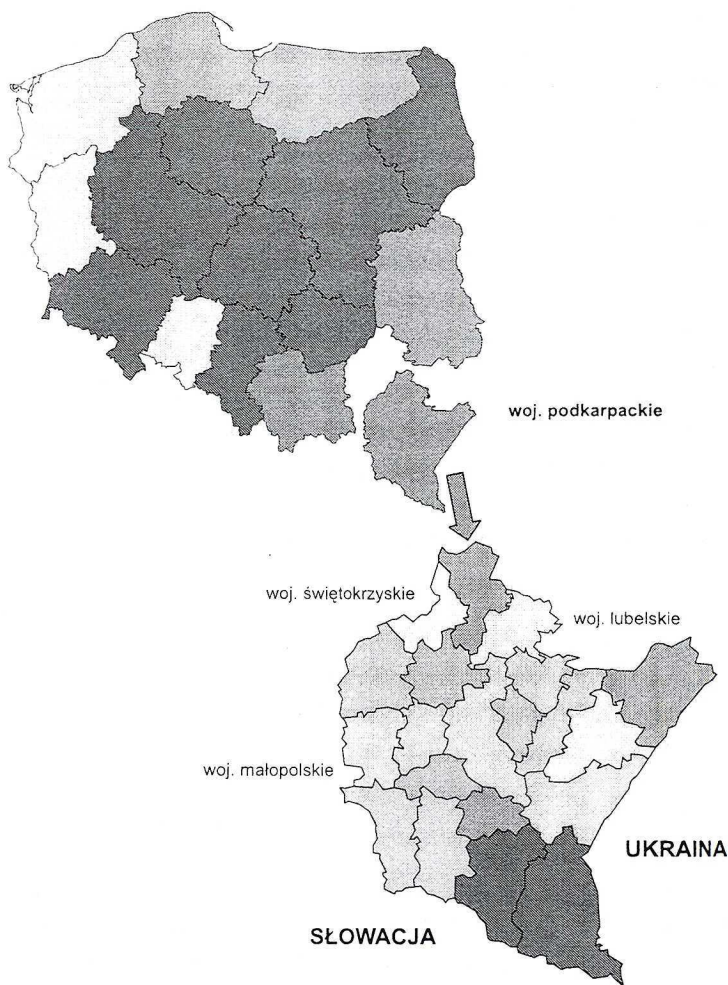 woj. podkarpackie
woj. świętokrzyskie
woj. lubelskie
woj. małopolskie
UKRAINA
SŁOWACJA